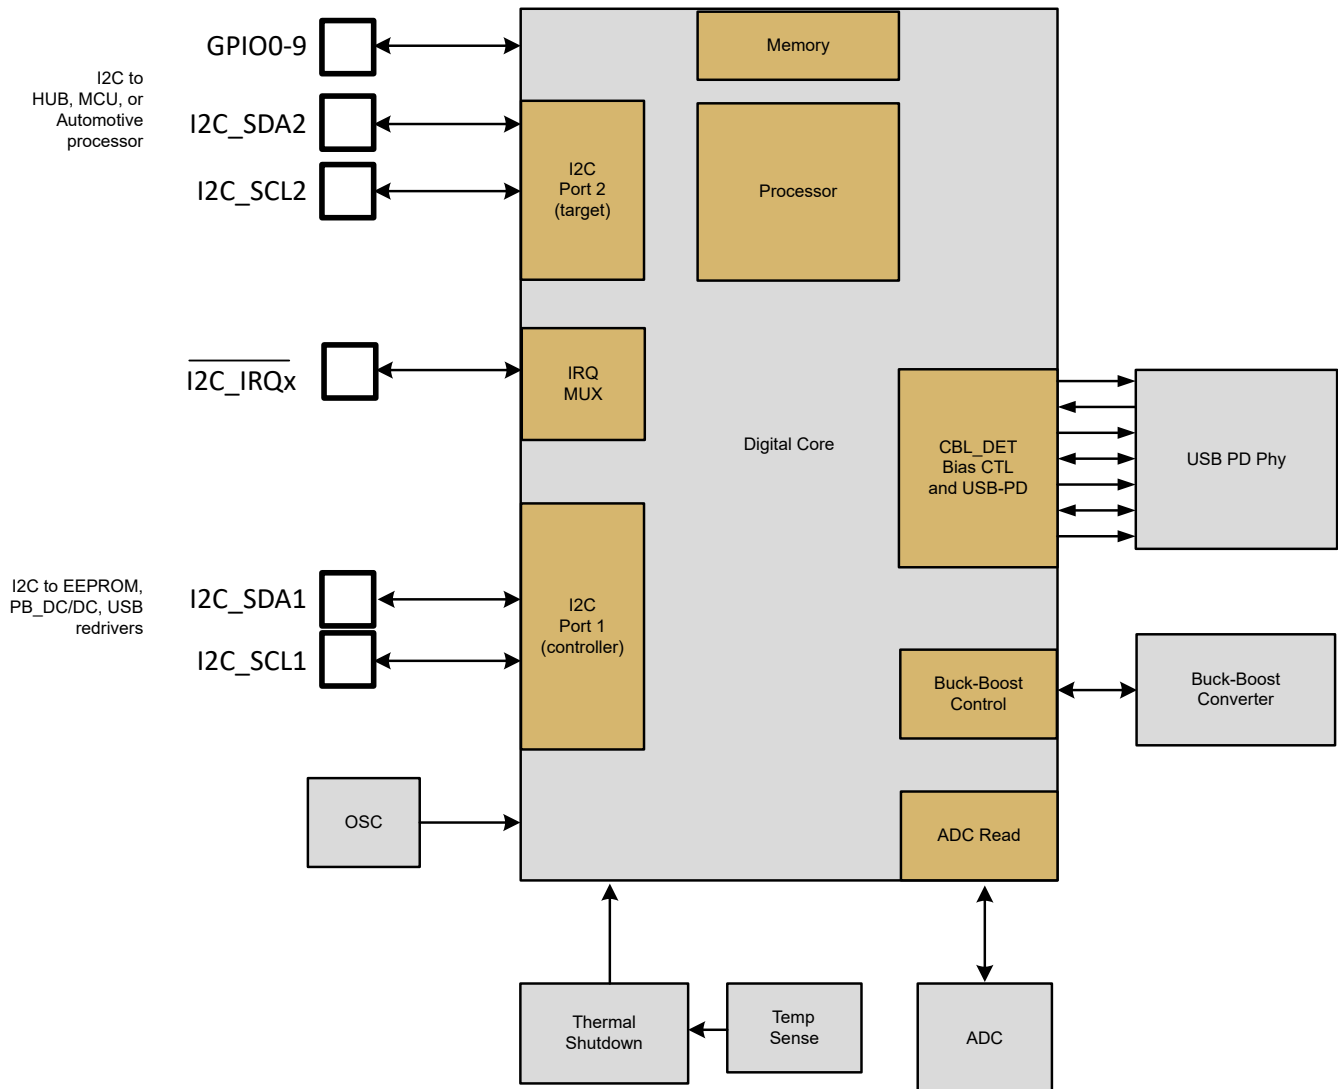 GPIO0-9
I2C to
HUB, MCU, or
Automotive
processor
I2C_SDA2
I2C_SCL2
I2C_IRQx
I2C to EEPROM,
PB_DC/DC, USB
redrivers
I2C_SDA1
I2C_SCL1
Memory
I2C
Port 2
(target)
Processor
IRQ
MUX
Digital Core
CBL_DET
Bias CTL
and USB-PD
USB PD Phy
I2C
Port 1
(controller)
Buck-Boost
Control
Buck-Boost
Converter
OSC
ADC Read
Thermal
Shutdown
Temp
Sense
ADC